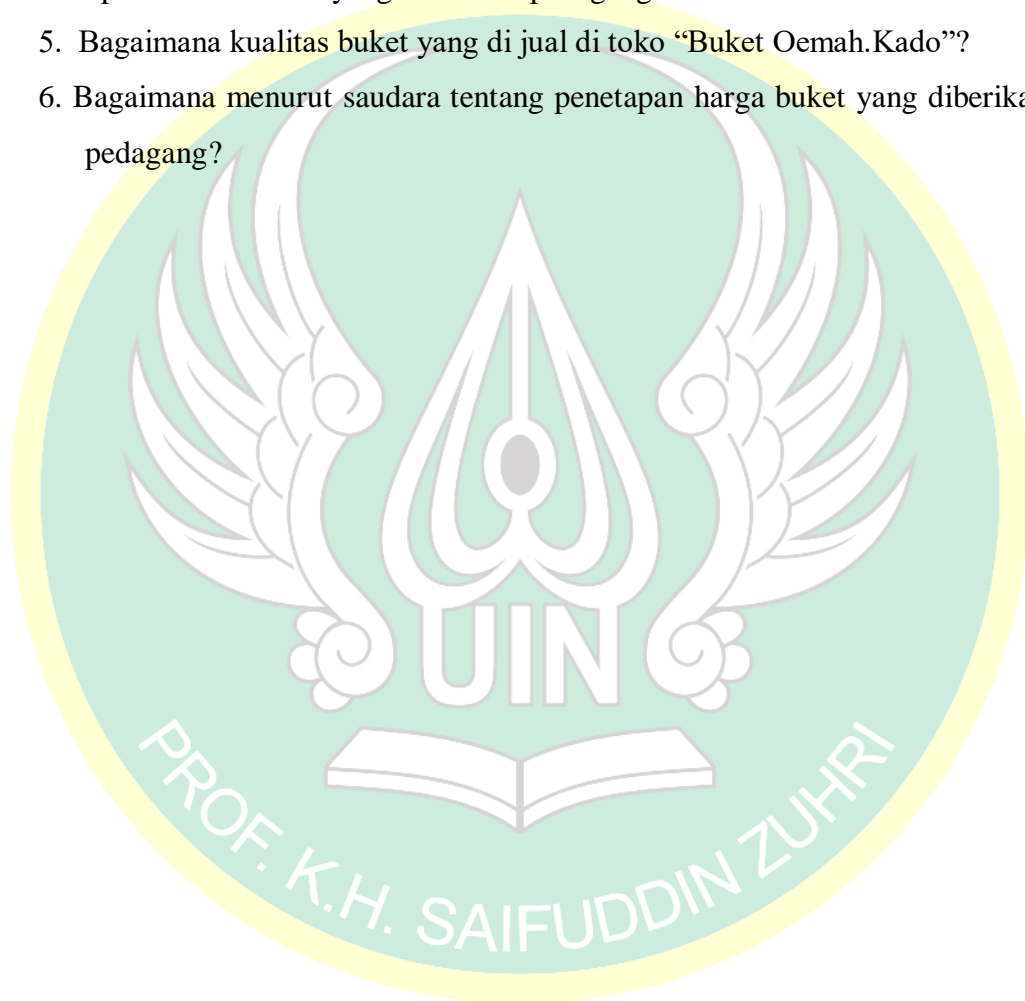 5. Bagaimana kualitas buket yang di jual di toko “Buket Oemah.Kado”?
6. Bagaimana menurut saudara tentang penetapan harga buket yang diberika
pedagang?
UIN
PROF. K.H. SAIFUDDIN ZUHRI